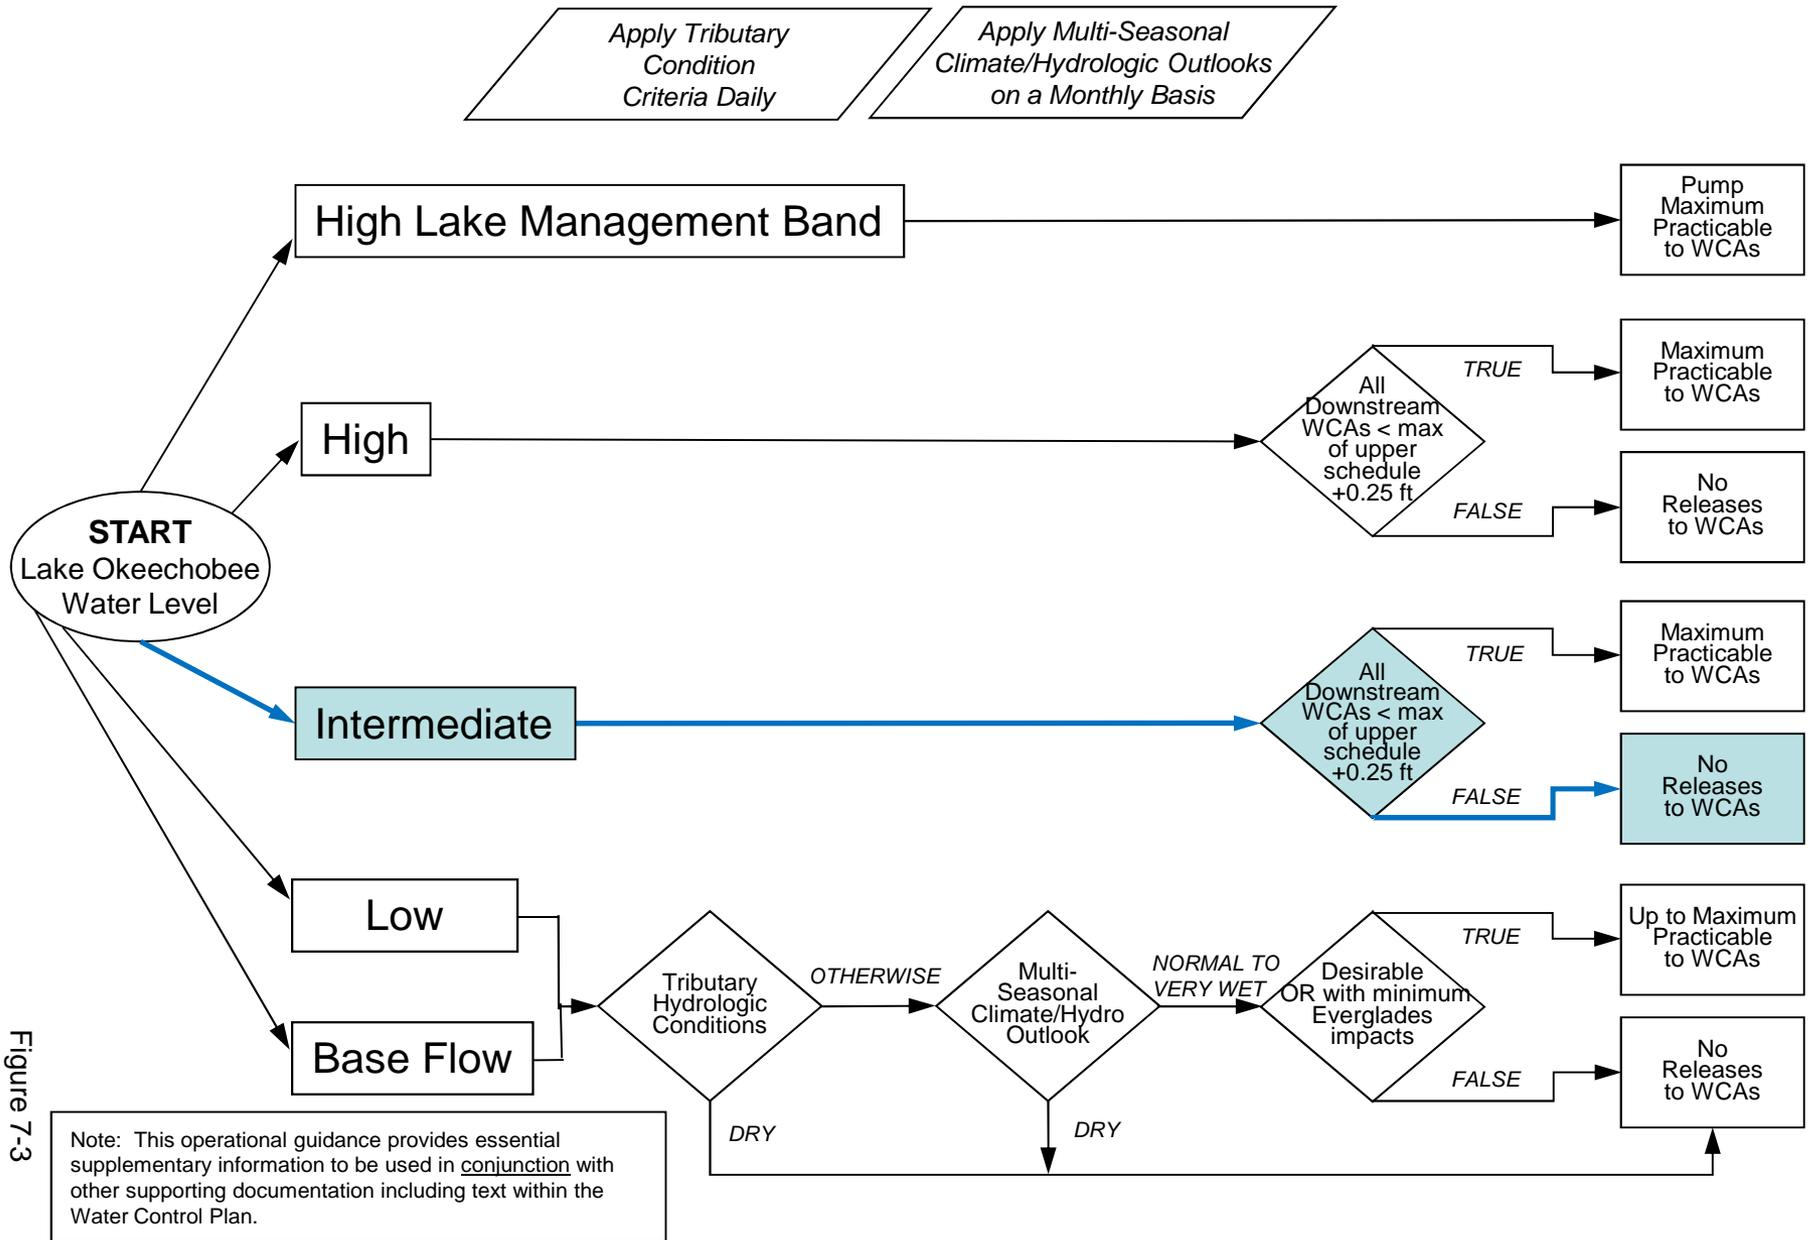 Apply Tributary
Condition
Criteria Daily
Apply Multi-Seasonal
Climate/Hydrologic Outlooks
on a Monthly Basis
High Lake Management Band
Pump
Maximum
Practicable
to WCAs
High
All
Downstream
WCAs < max
of upper
schedule
+0.25 ft
TRUE
Maximum
Practicable
to WCAs
FALSE
No
Releases
to WCAs
START
Lake Okeechobee
Water Level
Intermediate
All
Downstream
WCAs < max
of upper
schedule
+0.25 ft
TRUE
Maximum
Practicable
to WCAs
FALSE
No
Releases
to WCAs
Low
Base Flow
Tributary
Hydrologic
Conditions
OTHERWISE
DRY
Multi-
Seasonal
Climate/Hydro
Outlook
NORMAL TO
VERY WET
DRY
Desirable
OR with minimum
Everglades
impacts
TRUE
Up to Maximum
Practicable
to WCAs
FALSE
No
Releases
to WCAs
Figure 7-3
Note: This operational guidance provides essential
supplementary information to be used in conjunction with
other supporting documentation including text within the
Water Control Plan.